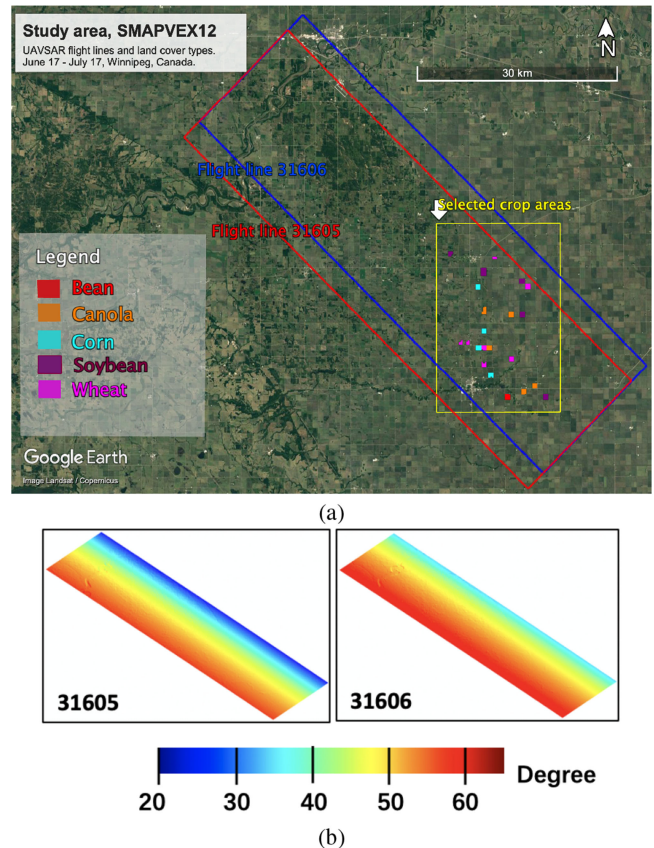 Study area, SMAPVEX12
UAVSAR flight lines and land cover types.
June 17 - July 17, Winnipeg, Canada.
N
30 km
Flight line 31606
Selected crop areas
Flight line 31605
Legend
Bean
Canola
Corn
Soybean
Wheat
Google Earth
Image Landsat / Copernicus
(a)
31605
31606
Degree
20 30 40 50 60
(b)